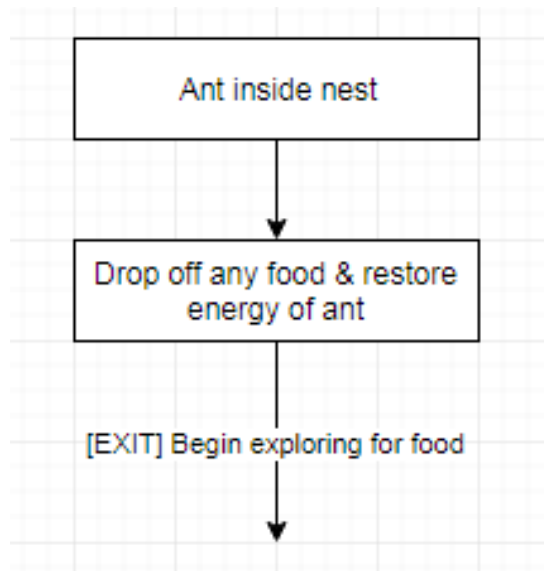 Ant inside nest
Drop off any food & restore
energy of ant
[EXIT] Begin exploring for food